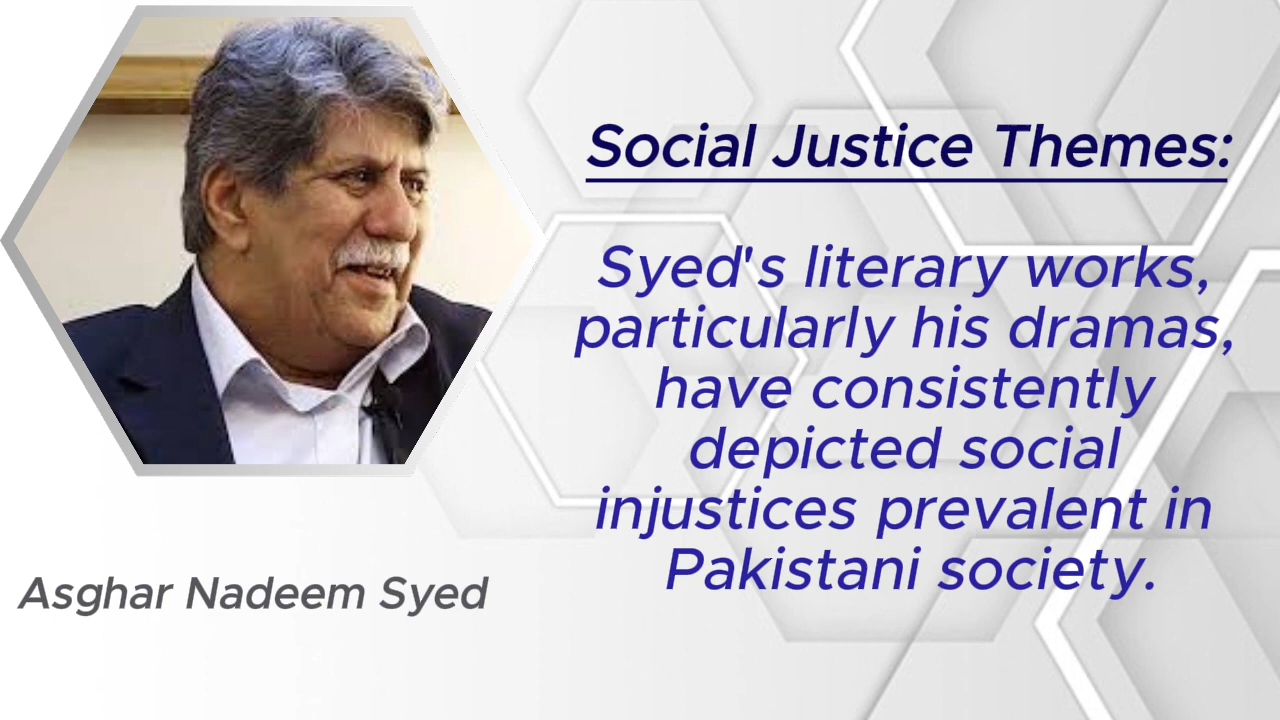 Social Justice Themes:
Syed's literary works,
particularly his dramas,
have consistently
depicted social
injustices prevalent in
Pakistani society.
Asghar Nadeem Syed